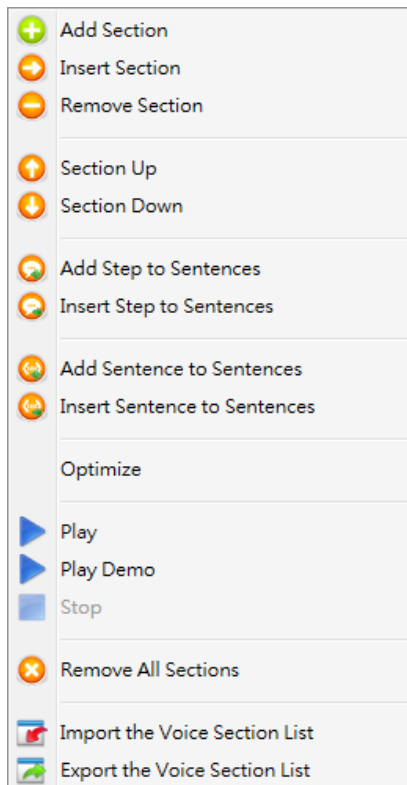 Add Section
Insert Section
Remove Section
Section Up
Section Down
Add Step to Sentences
Insert Step to Sentences
Add Sentence to Sentences
Insert Sentence to Sentences
Optimize
Play
Play Demo
Stop
Remove All Sections
Import the Voice Section List
Export the Voice Section List